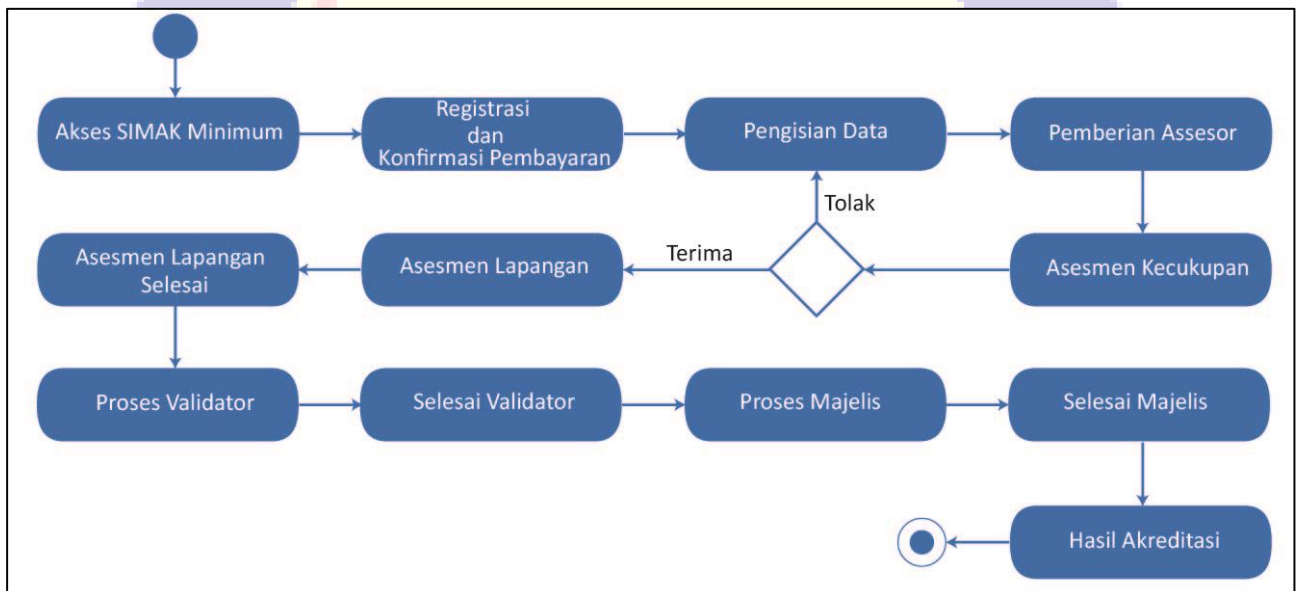 Akses SIMAK Minimum
Registrasi
dan
Konfirmasi Pembayaran
Pengisian Data
Pemberian Assesor
Asesmen Kecukupan
Tolak
Terima
Asesmen Lapangan
Asesmen Lapangan
Selesai
Proses Validator
Selesai Validator
Proses Majelis
Selesai Majelis
Hasil Akreditasi